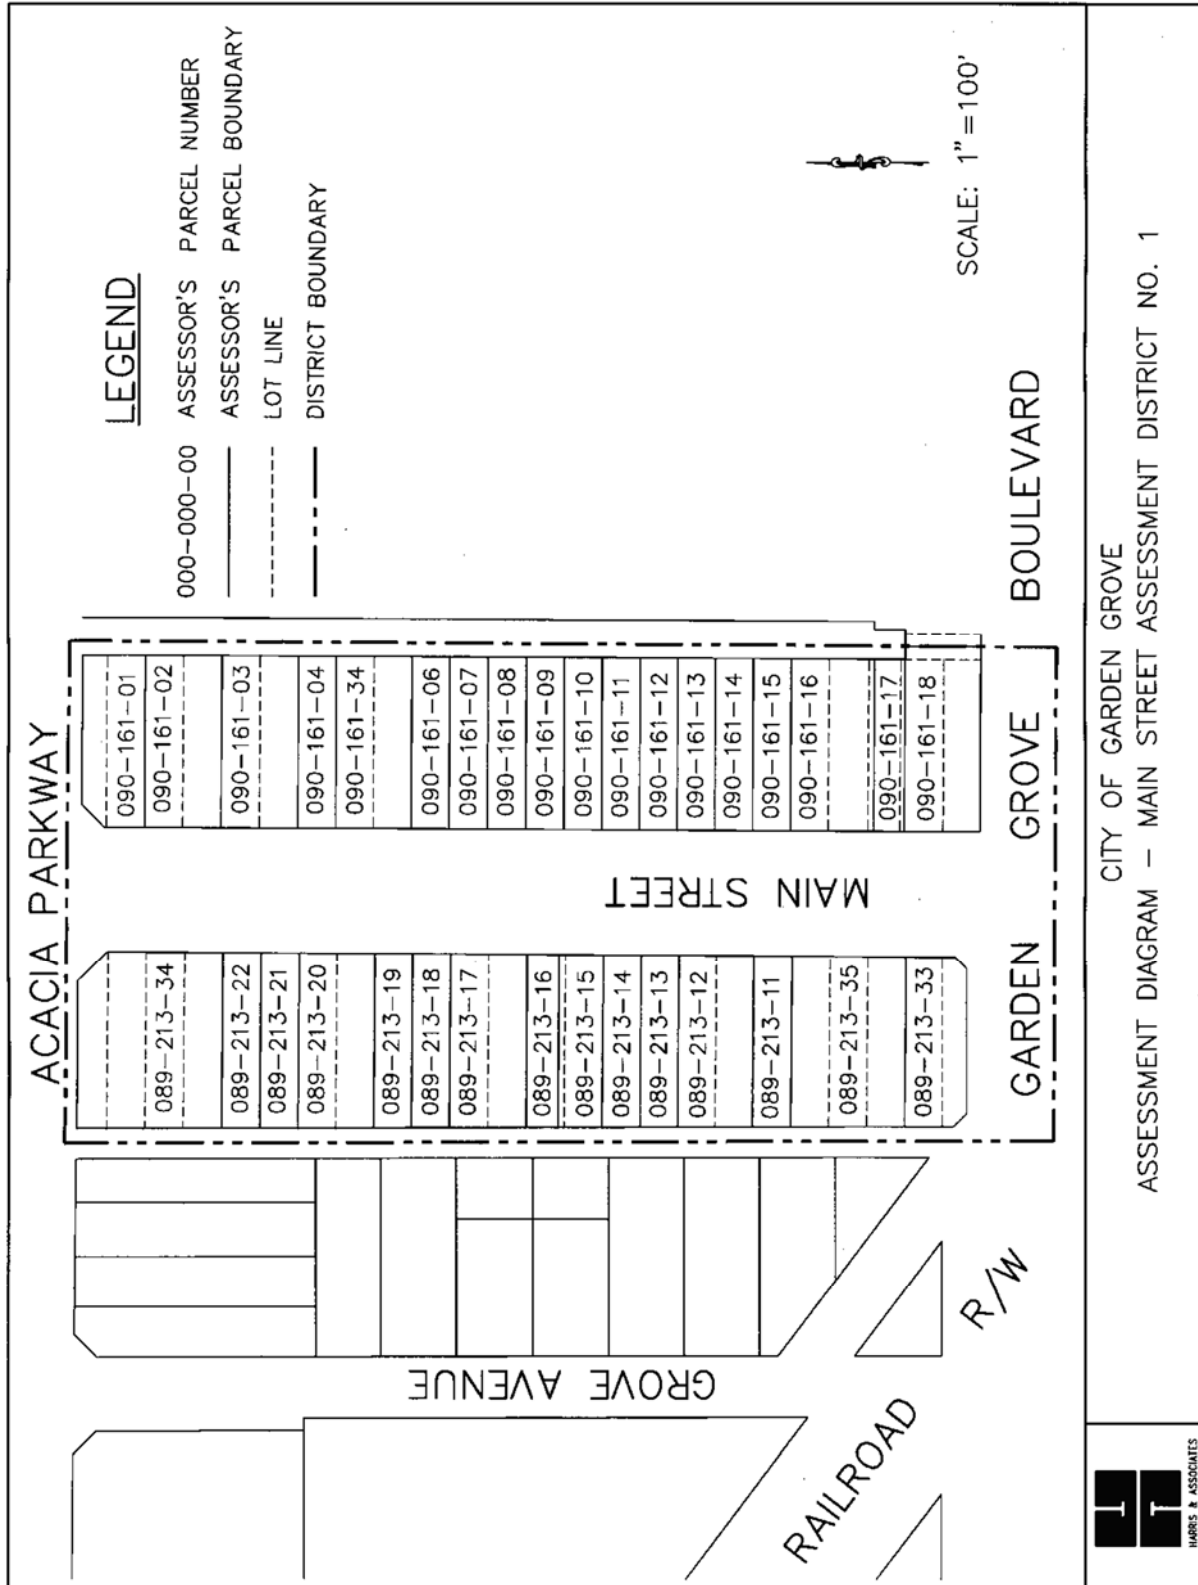 ACACIA PARKWAY
LEGEND
000-000-00 ASSESSOR'S PARCEL NUMBER
ASSESSOR'S PARCEL BOUNDARY
LOT LINE
DISTRICT BOUNDARY
089-213-34
089-213-22
089-213-21
089-213-20
089-213-19
089-213-18
089-213-17
089-213-16
089-213-15
089-213-14
089-213-13
089-213-12
089-213-11
089-213-35
089-213-33
MAIN STREET
090-161-01
090-161-02
090-161-03
090-161-04
090-161-34
090-161-06
090-161-07
090-161-08
090-161-09
090-161-10
090-161-11
090-161-12
090-161-13
090-161-14
090-161-15
090-161-16
090-161-17
090-161-18
GROVE AVENUE
RAILROAD R/W
GARDEN GROVE BOULEVARD
SCALE: 1"=100'
CITY OF GARDEN GROVE
ASSESSMENT DIAGRAM – MAIN STREET ASSESSMENT DISTRICT NO. 1
HARRIS & ASSOCIATES